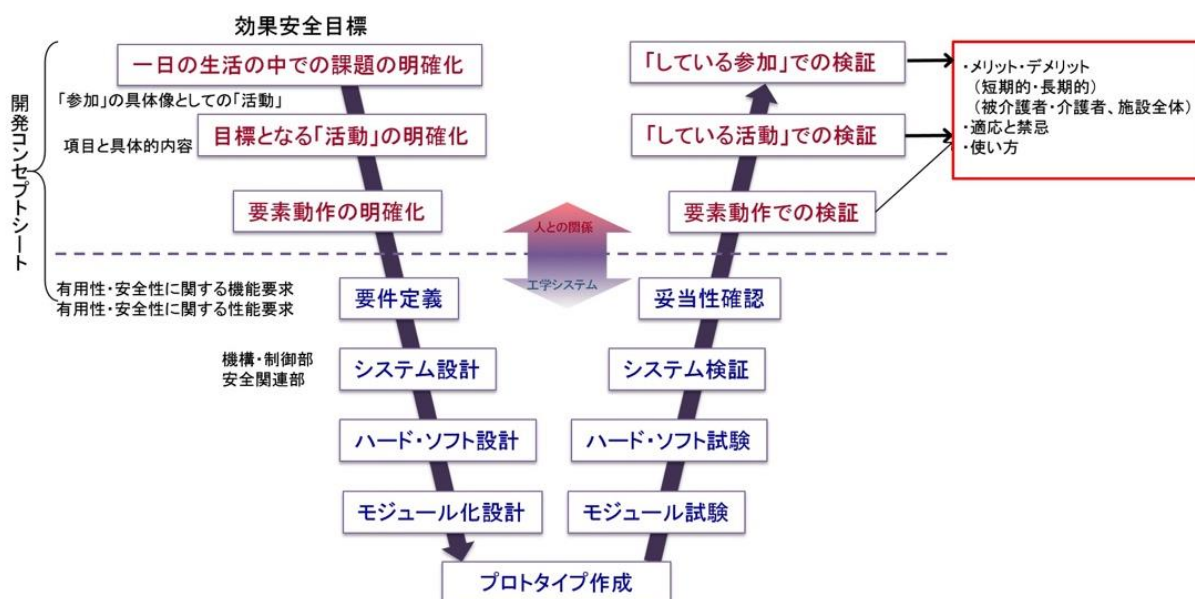 効果安全目標
開発コンセプトシート
一日の生活の中での課題の明確化
「参加」の具体像としての「活動」
目標となる「活動」の明確化
項目と具体的内容
要素動作の明確化
有用性・安全性に関する機能要求
有用性・安全性に関する性能要求
要件定義
機構・制御部
安全関連部
システム設計
ハード・ソフト設計
モジュール化設計
プロトタイプ作成
人との関係
工学システム
「している参加」での検証
「している活動」での検証
要素動作での検証
妥当性確認
システム検証
ハード・ソフト試験
モジュール試験
・メリット・デメリット
（短期的・長期的）
（被介護者・介護者、施設全体）
・適応と禁忌
・使い方